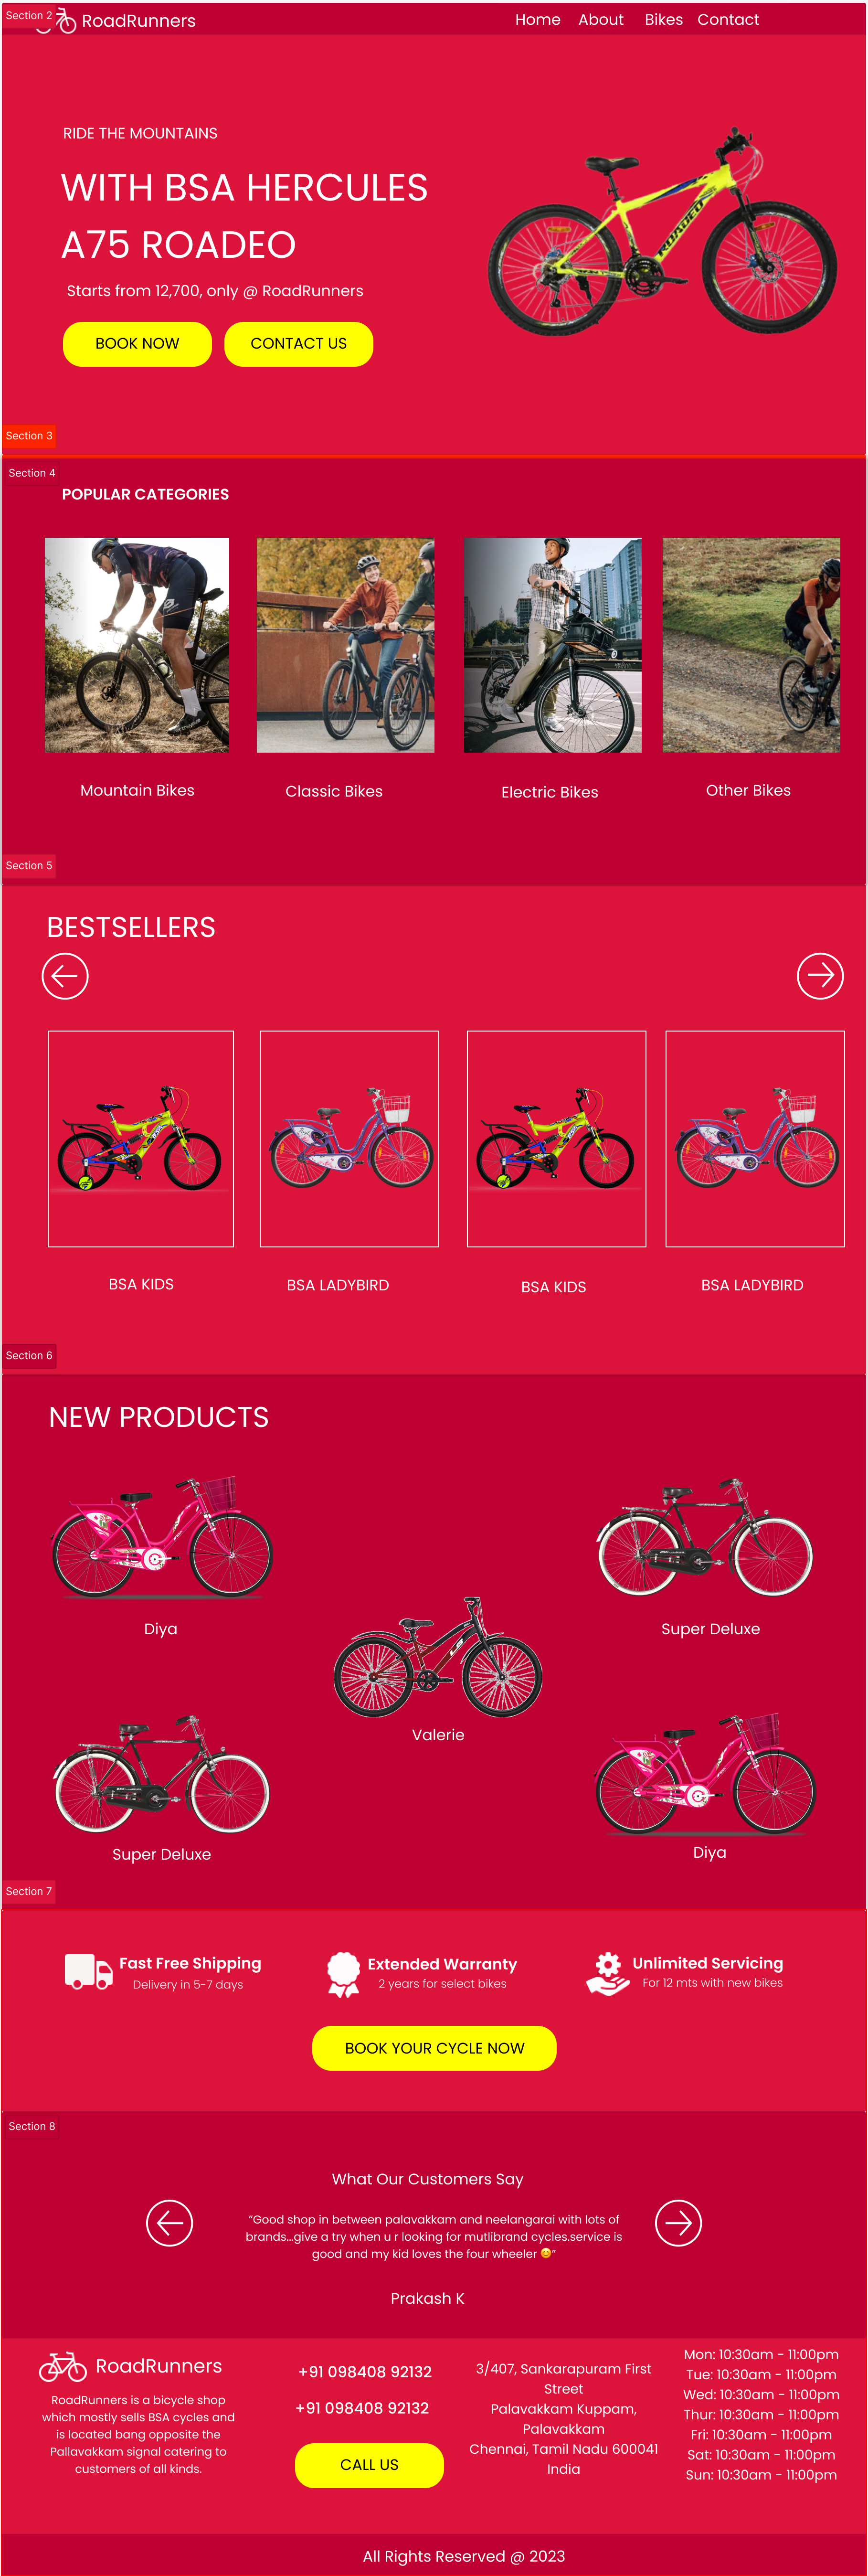 Section 2
RoadRunners
Home About Bikes Contact
RIDE THE MOUNTAINS
WITH BSA HERCULES
A75 ROADEO
Starts from 12,700, only @ RoadRunners
BOOK NOW
CONTACT US
ROADEO
Section 3
Section 4
POPULAR CATEGORIES
Mountain Bikes
Classic Bikes
Electric Bikes
Other Bikes
Section 5
BESTSELLERS
BSA KIDS
BSA LADYBIRD
BSA KIDS
BSA LADYBIRD
Section 6
NEW PRODUCTS
Diya
Super Deluxe
Valerie
Super Deluxe
Diya
Section 7
Fast Free Shipping
Delivery in 5-7 days
Extended Warranty
2 years for select bikes
Unlimited Servicing
For 12 mts with new bikes
BOOK YOUR CYCLE NOW
Section 8
What Our Customers Say
“Good shop in between palavakkam and neelangarai with lots of
brands...give a try when u r looking for mutlibrand cycles.service is
good and my kid loves the four wheeler 😊”
Prakash K
RoadRunners
RoadRunners is a bicycle shop
which mostly sells BSA cycles and
is located bang opposite the
Pallavakkam signal catering to
customers of all kinds.
+91 098408 92132
+91 098408 92132
CALL US
3/407, Sankarapuram First
Street
Palavakkam Kuppam,
Palavakkam
Chennai, Tamil Nadu 600041
India
Mon: 10:30am - 11:00pm
Tue: 10:30am - 11:00pm
Wed: 10:30am - 11:00pm
Thur: 10:30am - 11:00pm
Fri: 10:30am - 11:00pm
Sat: 10:30am - 11:00pm
Sun: 10:30am - 11:00pm
All Rights Reserved @ 2023